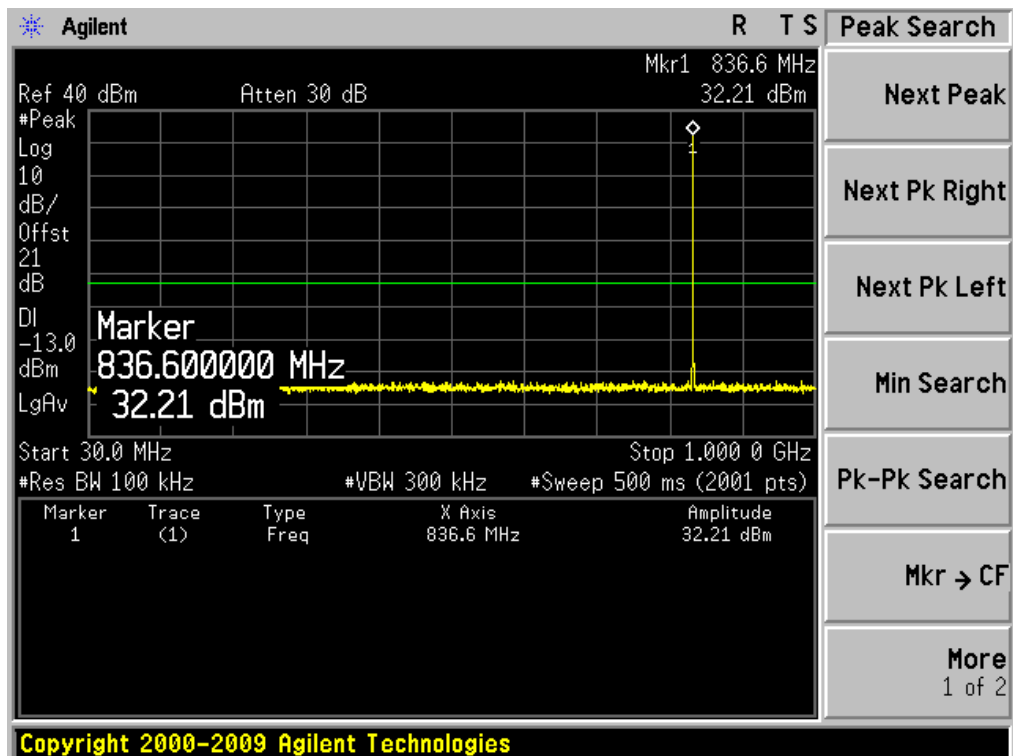 Agilent R T S Peak Search
Mkr1 836.6 MHz
Ref 40 dBm Atten 30 dB 32.21 dBm
#Peak
Log
10
dB/
Offst
21
dB
DI
-13.0
dBm
LgAv
1
Marker
836.600000 MHz
32.21 dBm
Start 30.0 MHz Stop 1.000 0 GHz
#Res BW 100 kHz #VBW 300 kHz #Sweep 500 ms (2001 pts)
Marker Trace Type X Axis Amplitude
1 (1) Freq 836.6 MHz 32.21 dBm
Next Peak
Next Pk Right
Next Pk Left
Min Search
Pk-Pk Search
Mkr → CF
More
1 of 2
Copyright 2000-2009 Agilent Technologies